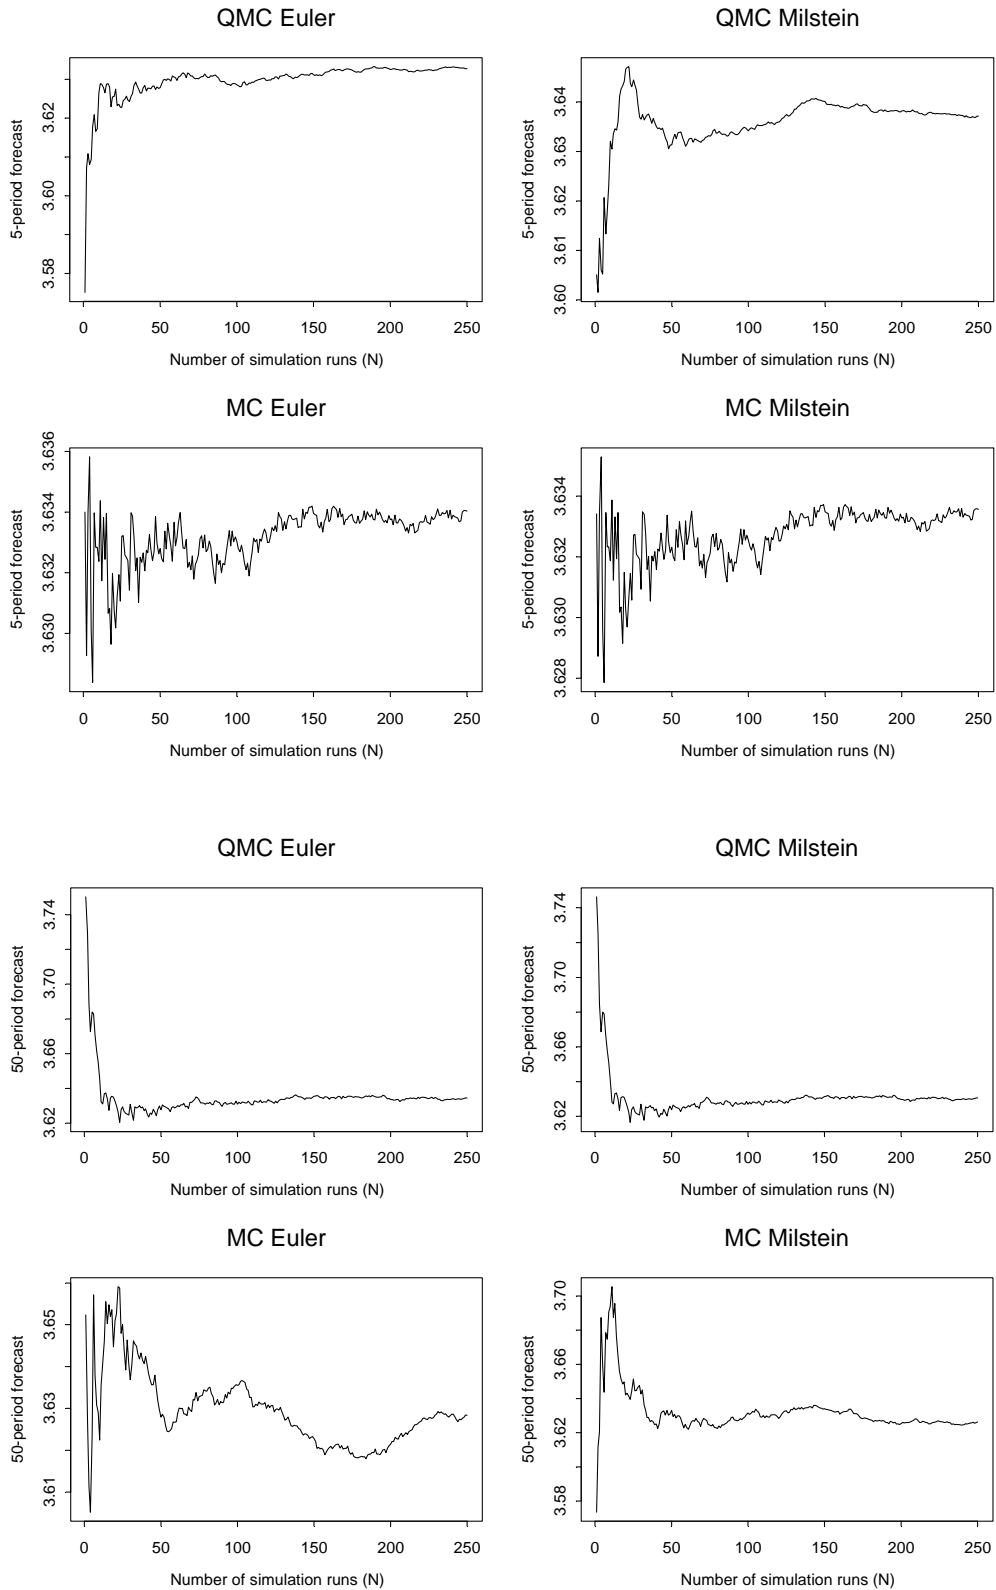 QMC Euler
5-period forecast
3.58 3.60 3.62
0 50 100 150 200 250
Number of simulation runs (N)
QMC Milstein
5-period forecast
3.60 3.61 3.62 3.63 3.64
0 50 100 150 200 250
Number of simulation runs (N)
MC Euler
5-period forecast
3.630 3.632 3.634 3.636
0 50 100 150 200 250
Number of simulation runs (N)
MC Milstein
5-period forecast
3.628 3.630 3.632 3.634
0 50 100 150 200 250
Number of simulation runs (N)
QMC Euler
50-period forecast
3.62 3.66 3.70 3.74
0 50 100 150 200 250
Number of simulation runs (N)
QMC Milstein
50-period forecast
3.62 3.66 3.70 3.74
0 50 100 150 200 250
Number of simulation runs (N)
MC Euler
50-period forecast
3.61 3.63 3.65
0 50 100 150 200 250
Number of simulation runs (N)
MC Milstein
50-period forecast
3.58 3.62 3.66 3.70
0 50 100 150 200 250
Number of simulation runs (N)